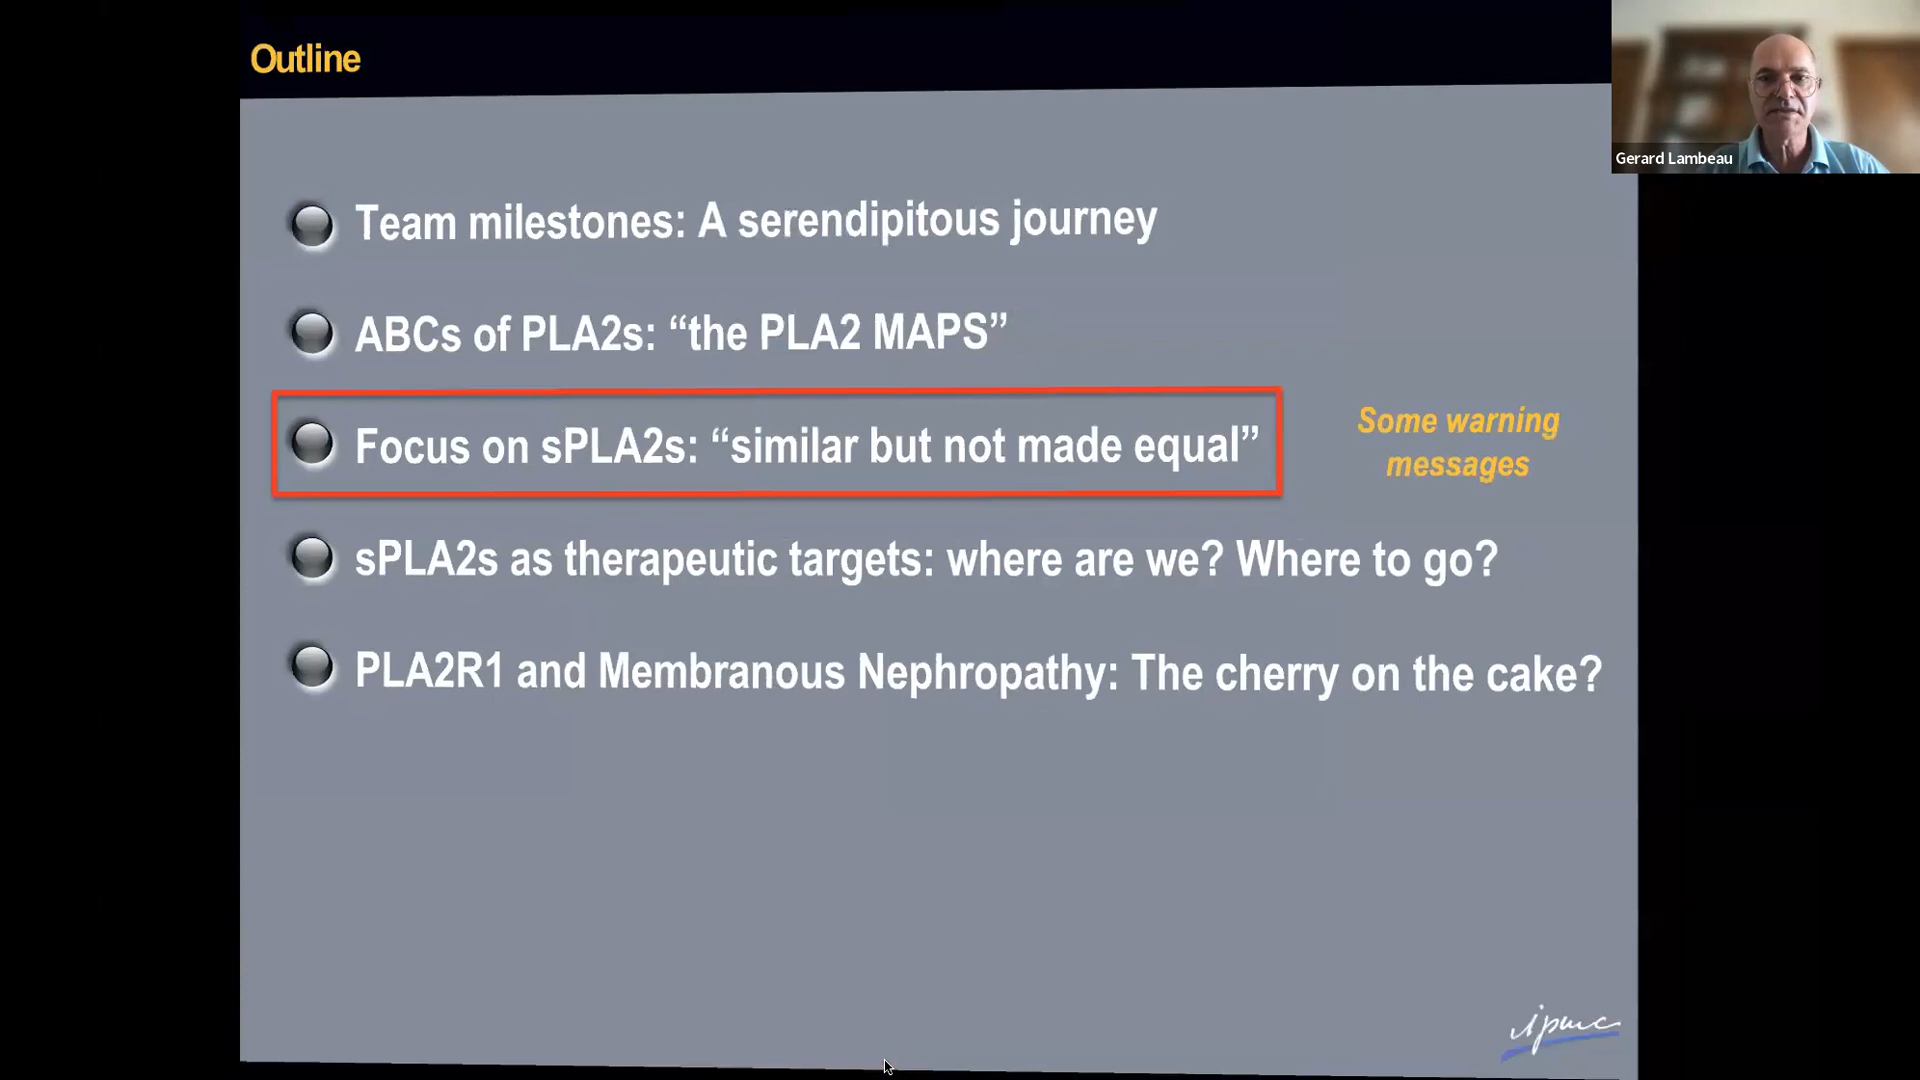 Outline
Gerard Lambeau
Team milestones: A serendipitous journey
ABCs of PLA2s: “the PLA2 MAPS”
Focus on sPLA2s: “similar but not made equal”
Some warning
messages
sPLA2s as therapeutic targets: where are we? Where to go?
PLA2R1 and Membranous Nephropathy: The cherry on the cake?
ipmc